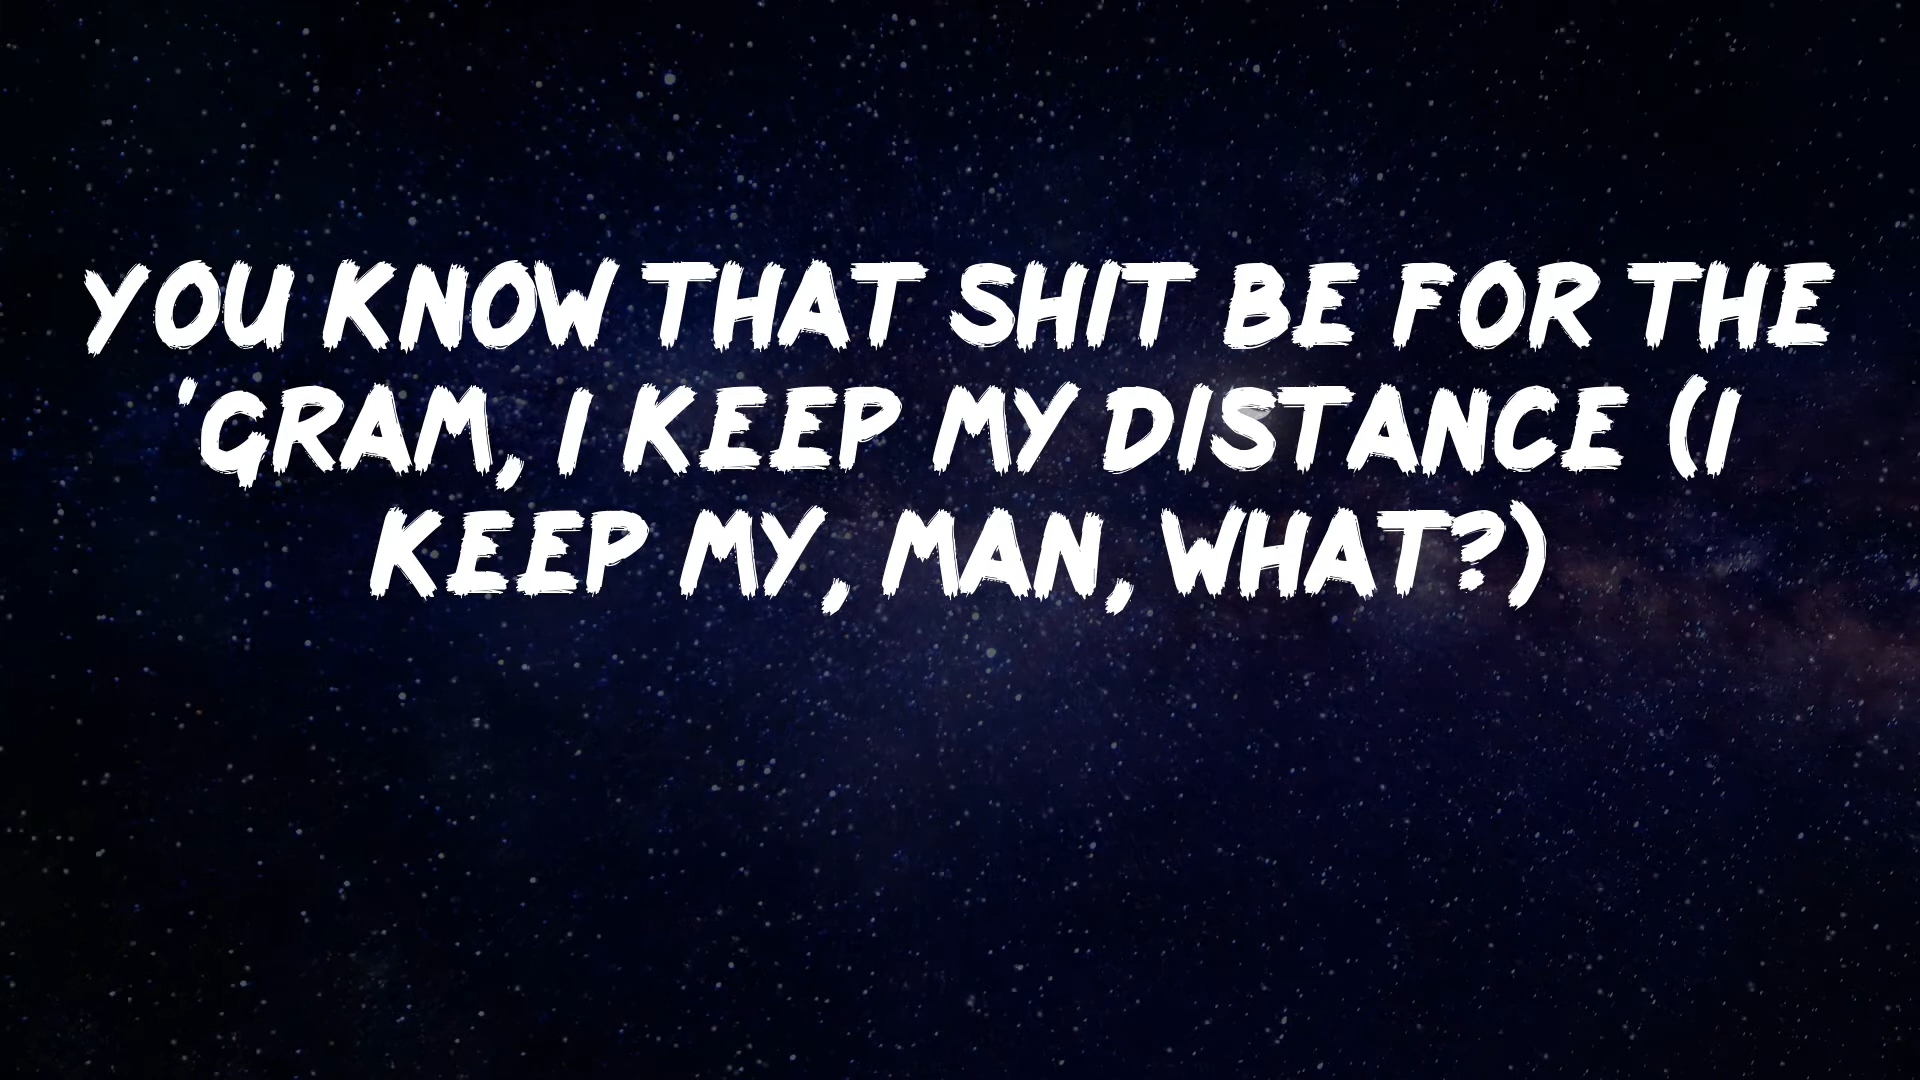 YOU KNOW THAT SHIT BE FOR THE
'GRAM, I KEEP MY DISTANCE (I
KEEP MY, MAN, WHAT?)